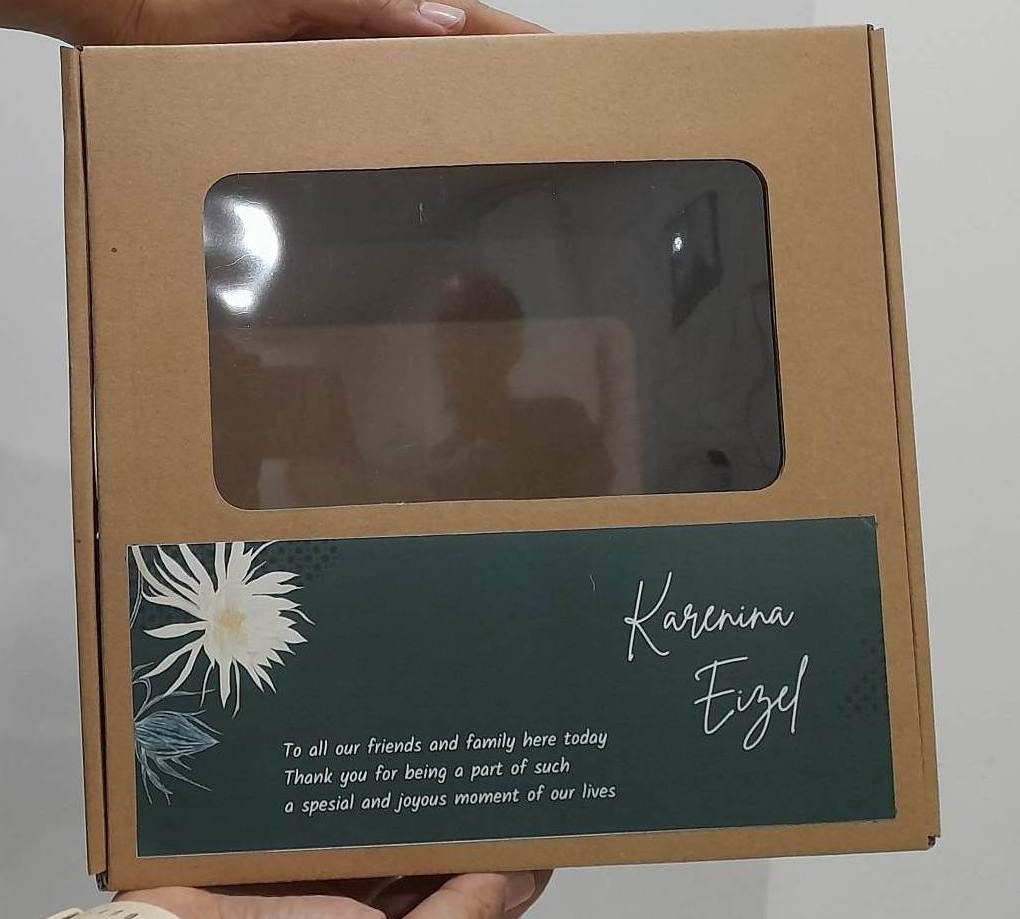 Karenina
Eizel
To all our friends and family here today
Thank you for being a part of such
a spesial and joyous moment of our lives